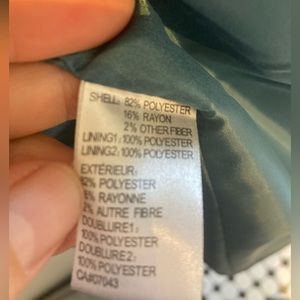 SHELL: 82% POLYESTER
16% RAYON
2% OTHER FIBER
LINING1: 100% POLYESTER
LINING2: 100% POLYESTER
EXTÉRIEUR:
82% POLYESTER
16% RAYONNE
2% AUTRE FIBRE
DOUBLURE1:
100% POLYESTER
DOUBLURE2:
100% POLYESTER
CA#07043